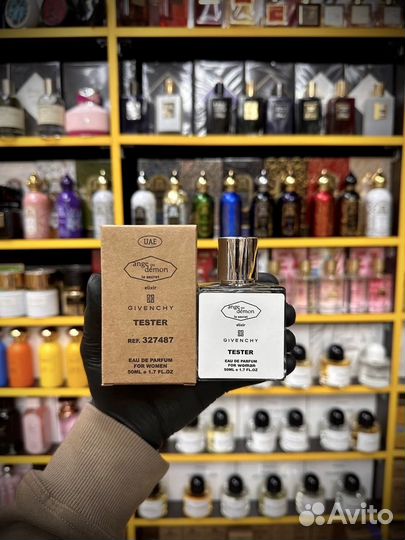 UAE
ange ou
démon
le secret
elixir
GIVENCHY
TESTER
REF. 327487
EAU DE PARFUM
FOR WOMEN
50ML e 1.7 FL.OZ
ange ou
démon
le secret
elixir
GIVENCHY
TESTER
EAU DE PARFUM
FOR WOMAN
50ML e 1.7 FL.OZ
Avito